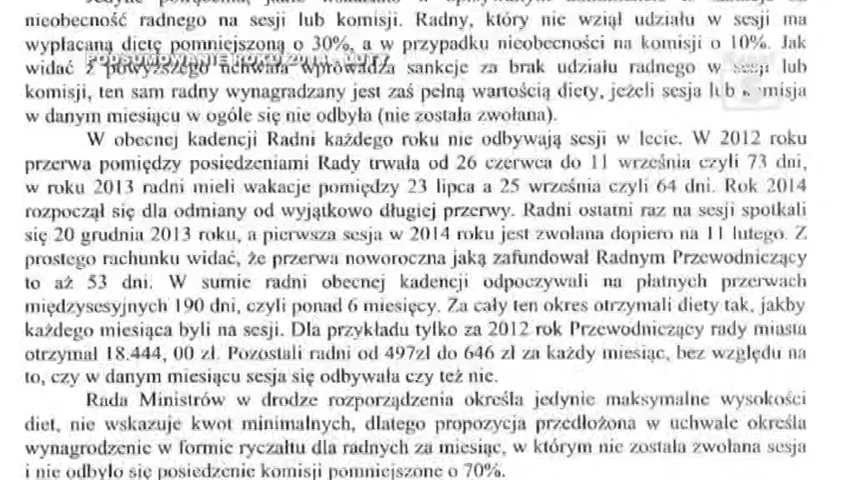 nieobecność radnego na sesji lub komisji. Radny, który nie wziął udziału w sesji ma
wypłacaną dietę pomniejszoną o 30%, a w przypadku nieobecności na komisji o 10%. Jak
PODSUMOWANIE ROKU 2014 - LUTY
widać z powyższego uchwała wprowadza sankcje za brak udziału radnego w sesji lub
komisji, ten sam radny wynagradzany jest zaś pełną wartością diety, jeżeli sesja lub komisja
w danym miesiącu w ogóle się nie odbyła (nie została zwołana).
W obecnej kadencji Radni każdego roku nie odbywają sesji w lecie. W 2012 roku
przerwa pomiędzy posiedzeniami Rady trwała od 26 czerwca do 11 września czyli 73 dni,
w roku 2013 radni mieli wakacje pomiędzy 23 lipca a 25 września czyli 64 dni. Rok 2014
rozpoczął się dla odmiany od wyjątkowo długiej przerwy. Radni ostatni raz na sesji spotkali
się 20 grudnia 2013 roku, a pierwsza sesja w 2014 roku jest zwołana dopiero na 11 lutego. Z
prostego rachunku widać, że przerwa noworoczna jaką zafundował Radnym Przewodniczący
to aż 53 dni. W sumie radni obecnej kadencji odpoczywali na płatnych przerwach
międzysesyjnych 190 dni, czyli ponad 6 miesięcy. Za cały ten okres otrzymali diety tak, jakby
każdego miesiąca byli na sesji. Dla przykładu tylko za 2012 rok Przewodniczący rady miasta
otrzymał 18.444, 00 zł. Pozostali radni od 497zł do 646 zł za każdy miesiąc, bez względu na
to, czy w danym miesiącu sesja się odbywała czy też nie.
Rada Ministrów w drodze rozporządzenia określa jedynie maksymalne wysokości
diet, nie wskazuje kwot minimalnych, dlatego propozycja przedłożona w uchwale określa
wynagrodzenie w formie ryczałtu dla radnych za miesiąc, w którym nie została zwołana sesja
i nie odbyło się posiedzenie komisji pomniejszone o 70%.